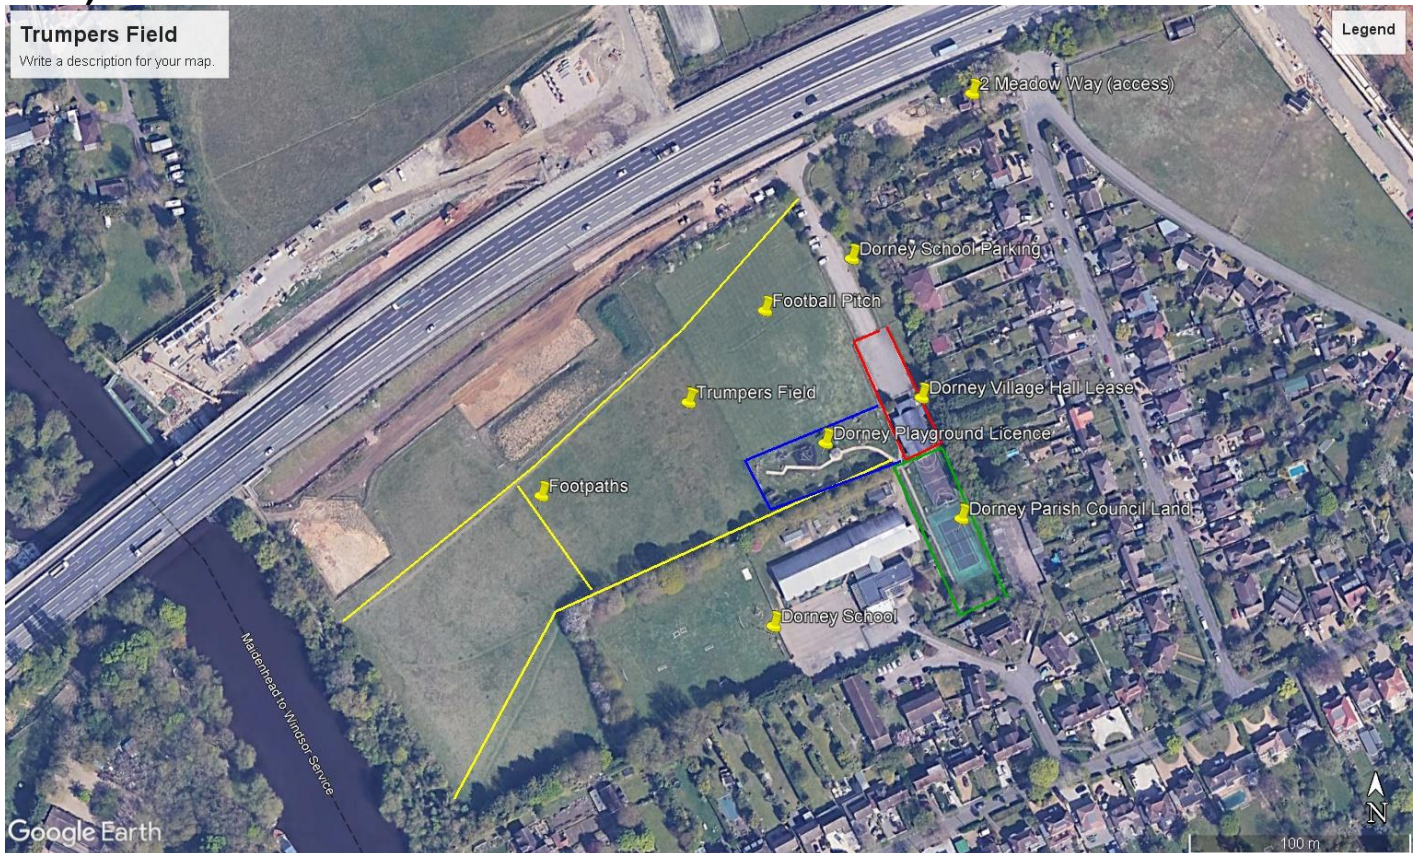 Trumpers Field
Write a description for your map.
Legend
2 Meadow Way (access)
Dorney School Parking
Football Pitch
Dorney Village Hall Lease
Trumpers Field
Dorney Playground Licence
Footpaths
Dorney Parish Council Land
Dorney School
Maidenhead to Windsor Service
Google Earth
N
100 m